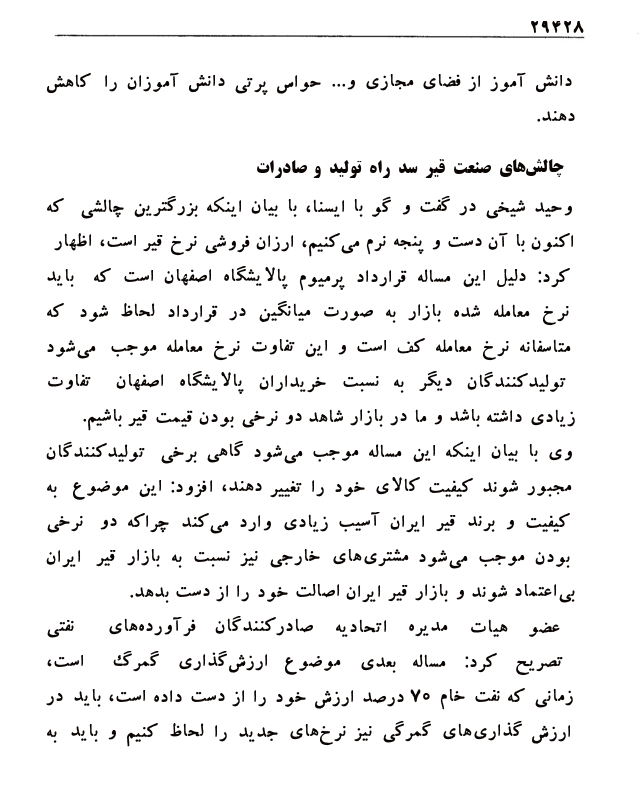 ۲۹۴۲۸
دانش آموز از فضای مجازی و... حواس پرتی دانش آموزان را کاهش
دهند.
چالش‌های صنعت قیر سد راه تولید و صادرات
وحید شیخی در گفت و گو با ایسنا، با بیان اینکه بزرگترین چالشی که
اکنون با آن دست و پنجه نرم می‌کنیم، ارزان فروشی نرخ قیر است، اظهار
کرد: دلیل این مساله قرارداد پرمیوم پالایشگاه اصفهان است که باید
نرخ معامله شده بازار به صورت میانگین در قرارداد لحاظ شود که
متاسفانه نرخ معامله کف است و این تفاوت نرخ معامله موجب می‌شود
تولیدکنندگان دیگر به نسبت خریداران پالایشگاه اصفهان تفاوت
زیادی داشته باشد و ما در بازار شاهد دو نرخی بودن قیمت قیر باشیم.
وی با بیان اینکه این مساله موجب می‌شود گاهی برخی تولیدکنندگان
مجبور شوند کیفیت کالای خود را تغییر دهند، افزود: این موضوع به
کیفیت و برند قیر ایران آسیب زیادی وارد می‌کند چراکه دو نرخی
بودن موجب می‌شود مشتری‌های خارجی نیز نسبت به بازار قیر ایران
بی‌اعتماد شوند و بازار قیر ایران اصالت خود را از دست بدهد.
عضو هیات مدیره اتحادیه صادرکنندگان فرآورده‌های نفتی
تصریح کرد: مساله بعدی موضوع ارزش‌گذاری گمرگ است،
زمانی که نفت خام ۷۰ درصد ارزش خود را از دست داده است، باید در
ارزش گذاری‌های گمرگی نیز نرخ‌های جدید را لحاظ کنیم و باید به